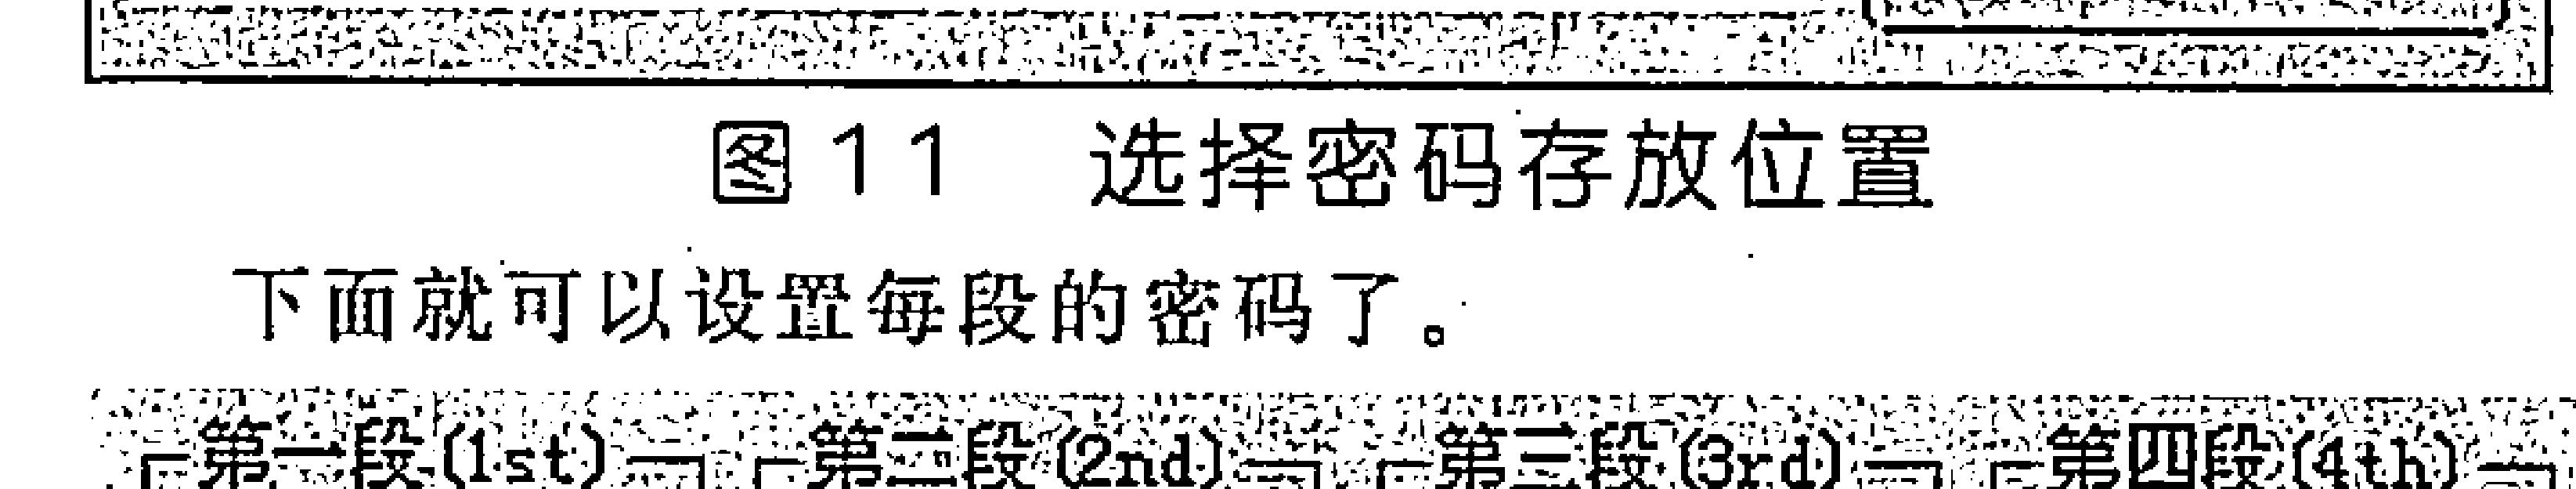 图11 选择密码存放位置
下面就可以设置每段的密码了。
第一段(1st) 第二段(2nd) 第三段(3rd) 第四段(4th)